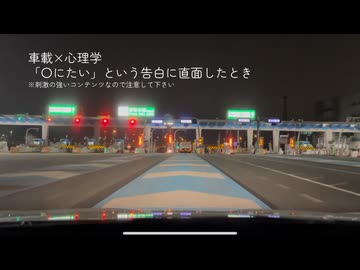 車載×心理学
「〇にたい」という告白に直面したとき
※刺激の強いコンテンツなので注意して下さい